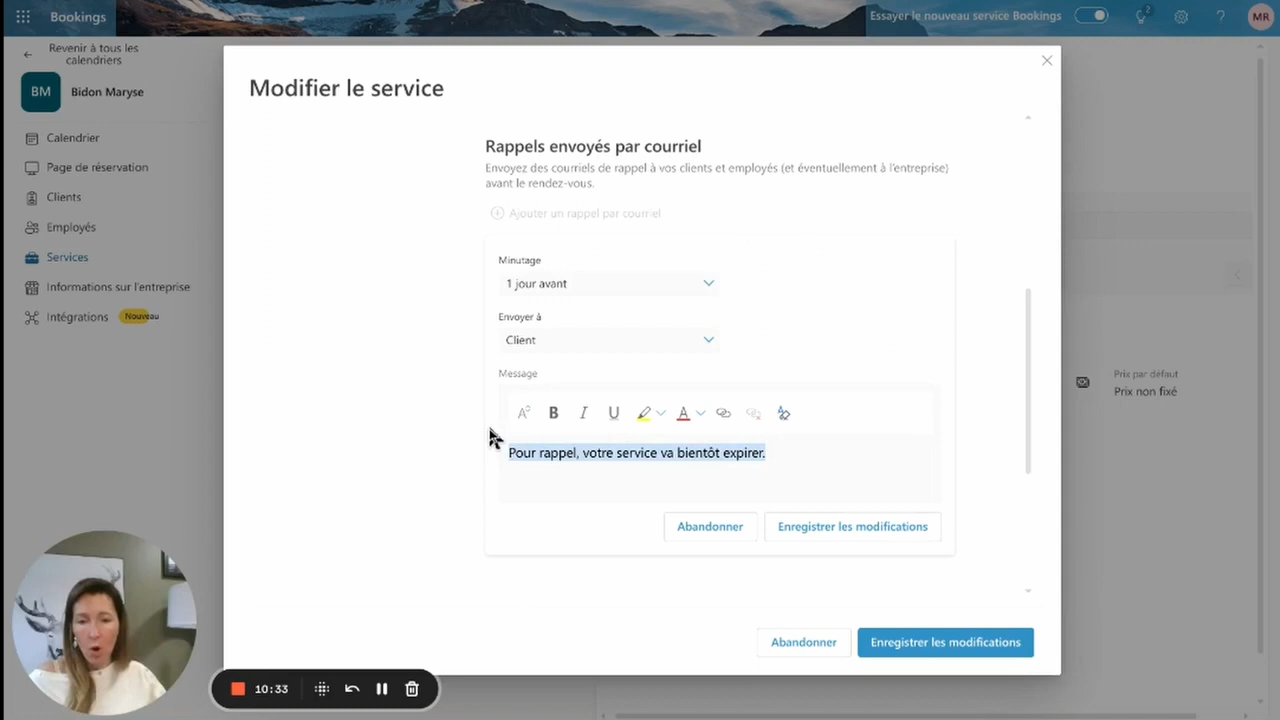 Bookings
Essayer le nouveau service Bookings
?
MR
Revenir à tous les
calendriers
BM
Bidon Maryse
Calendrier
Page de réservation
Clients
Employés
Services
Informations sur l'entreprise
Intégrations
Nouveau
Modifier le service
Rappels envoyés par courriel
Envoyez des courriels de rappel à vos clients et employés (et éventuellement à l'entreprise)
avant le rendez-vous.
Ajouter un rappel par courriel
Minutage
1 jour avant
Envoyer à
Client
Message
A B I U A
Pour rappel, votre service va bientôt expirer.
Abandonner
Enregistrer les modifications
Prix par défaut
Prix non fixé
Abandonner
Enregistrer les modifications
10:33